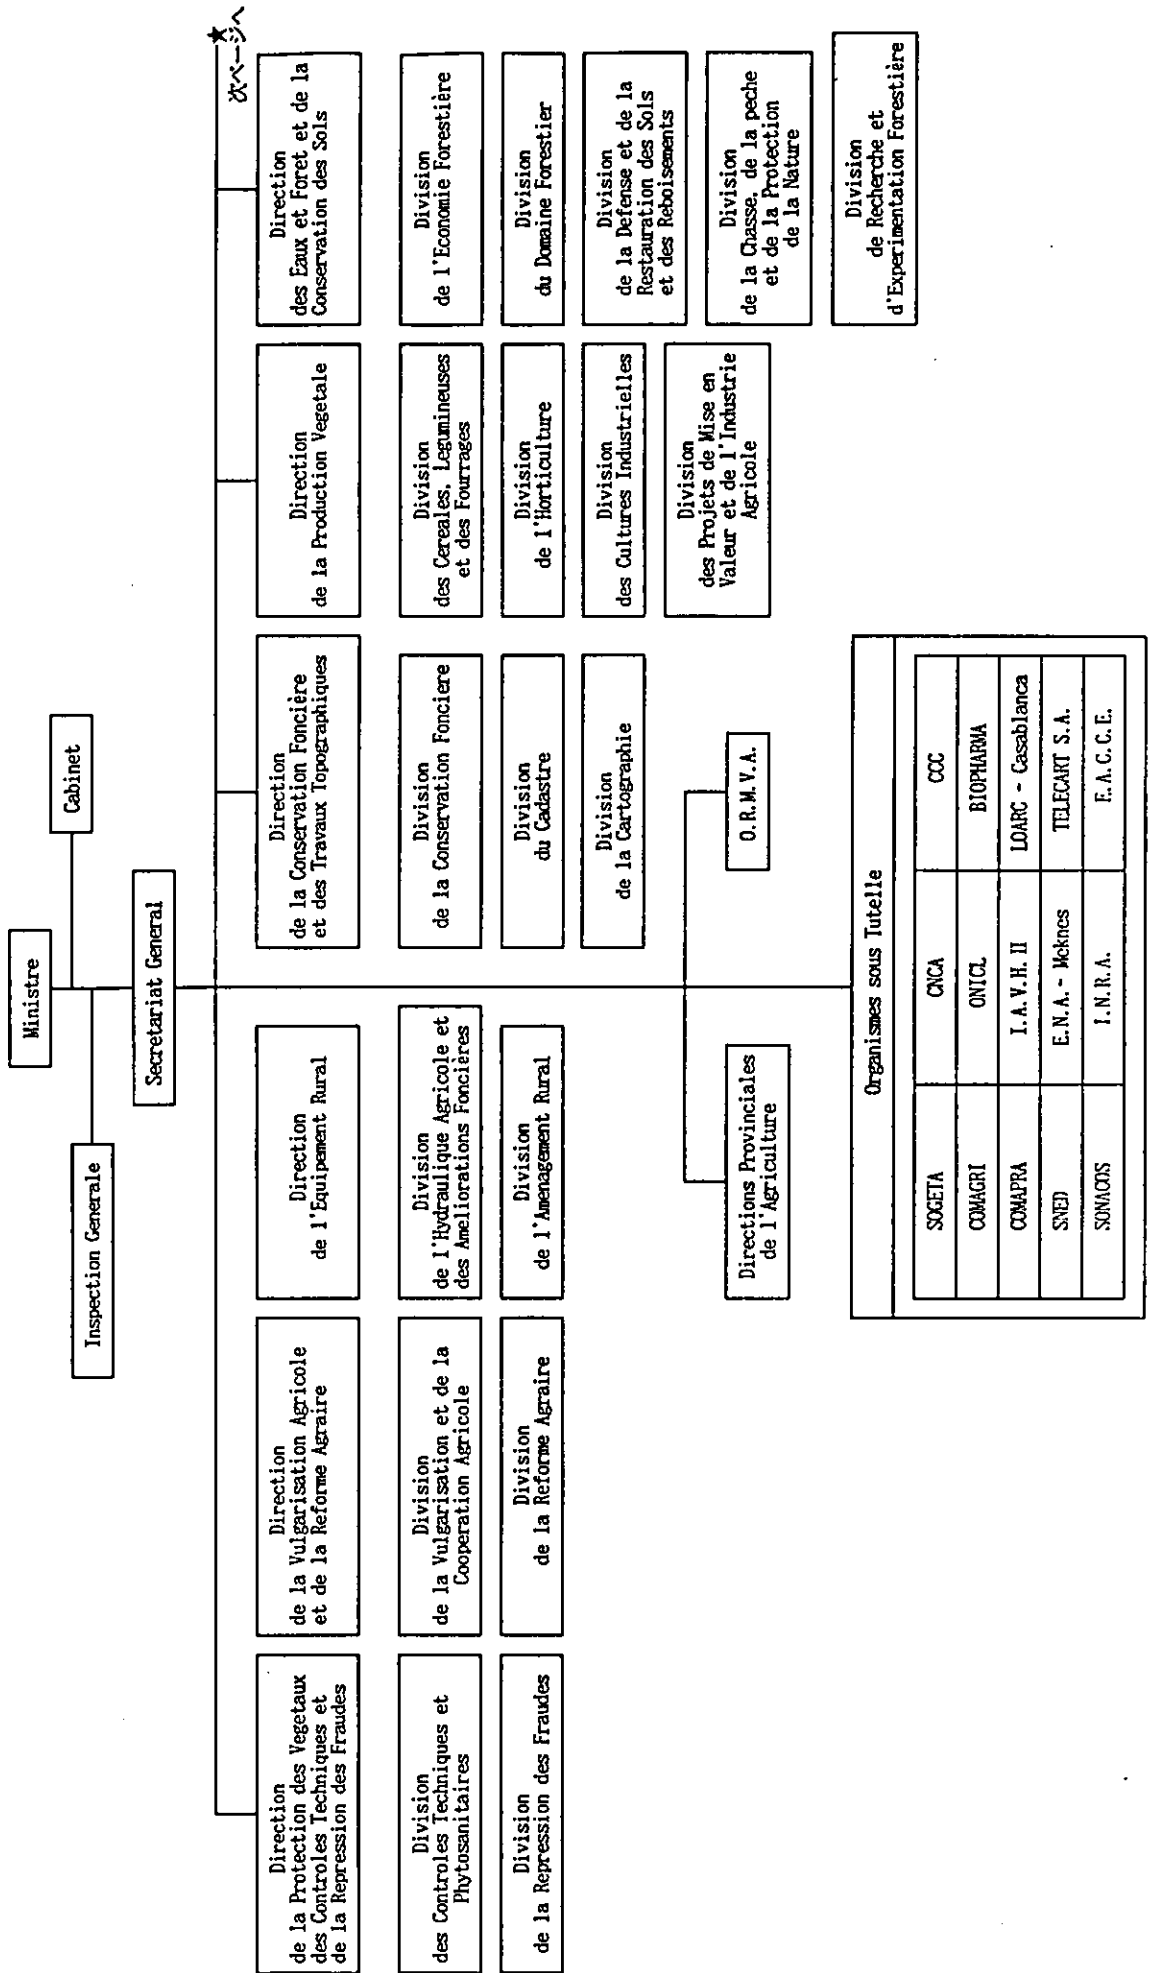 Ministre
Cabinet
Inspection Generale
Secretariat General
★
次ページへ
Direction
de la Protection des Vegetaux
des Controles Techniques et
de la Repression des Fraudes
Division
des Controles Techniques et
Phytosanitaires
Division
de la Repression des Fraudes
Direction
de la Vulgarisation Agricole
et de la Reforme Agraire
Division
de la Vulgarisation et de la
Cooperation Agricole
Division
de la Reforme Agraire
Direction
de l'Equipement Rural
Division
de l'Hydraulique Agricole et
des Ameliorations Foncières
Division
de l'Amenagement Rural
Direction
de la Conservation Foncière
et des Travaux Topographiques
Division
de la Conservation Fonciere
Division
du Cadastre
Division
de la Cartographie
Direction
de la Production Vegetale
Division
des Cereales, Legumineuses
et des Fourrages
Division
de l'Horticulture
Division
des Cultures Industrielles
Division
des Projets de Mise en
Valeur et de l'Industrie
Agricole
Direction
des Eaux et Foret et de la
Conservation des Sols
Division
de l'Economie Forestière
Division
du Domaine Forestier
Division
de la Defense et de la
Restauration des Sols
et des Reboisements
Division
de la Chasse, de la peche
et de la Protection
de la Nature
Division
de Recherche et
d'Experimentation Forestière
Directions Provinciales
de l'Agriculture
O.R.M.V.A.
Organismes sous Tutelle
SOGETA CNCA CCC
COMAGRI ONICL BIOPHARMA
COMAPRA I.A.V.H.II LOARC - Casablanca
SNED E.N.A. - Meknes TELECART S.A.
SONACOS I.N.R.A. E.A.C.C.E.